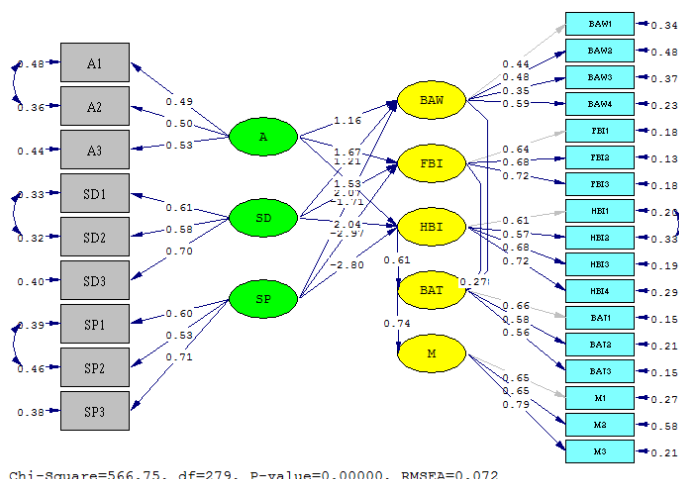 BAW1 0.34
0.44 BAW2 0.48
0.48 A1 0.48
BAW BAW3 0.37
0.35
0.49 0.59 BAW4 0.23
0.36 A2 0.50 1.16
A FBI1 0.18
0.53 1.67 0.64
0.44 A3 1.21 FBI 0.68 FBI2 0.13
0.72 FBI3 0.18
1.53
0.33 SD1 2.07
0.61 -1.71 HBI1 0.20
SD 2.04 HBI 0.61
0.32 SD2 0.58 -2.97 0.57 HBI2 0.33
0.70 0.68
-2.80 0.61 0.72 HBI3 0.19
0.40 SD3 0.27
SP BAT HBI4 0.29
0.60 0.66
0.39 SP1 0.58 BAT1 0.15
0.53 0.74 0.56 BAT2 0.21
0.46 SP2 0.71 M BAT3 0.15
0.65
0.65 M1 0.27
0.38 SP3 0.79 M2 0.58
M3 0.21
Chi-Square=566.75, df=279, P-value=0.00000, RMSEA=0.072